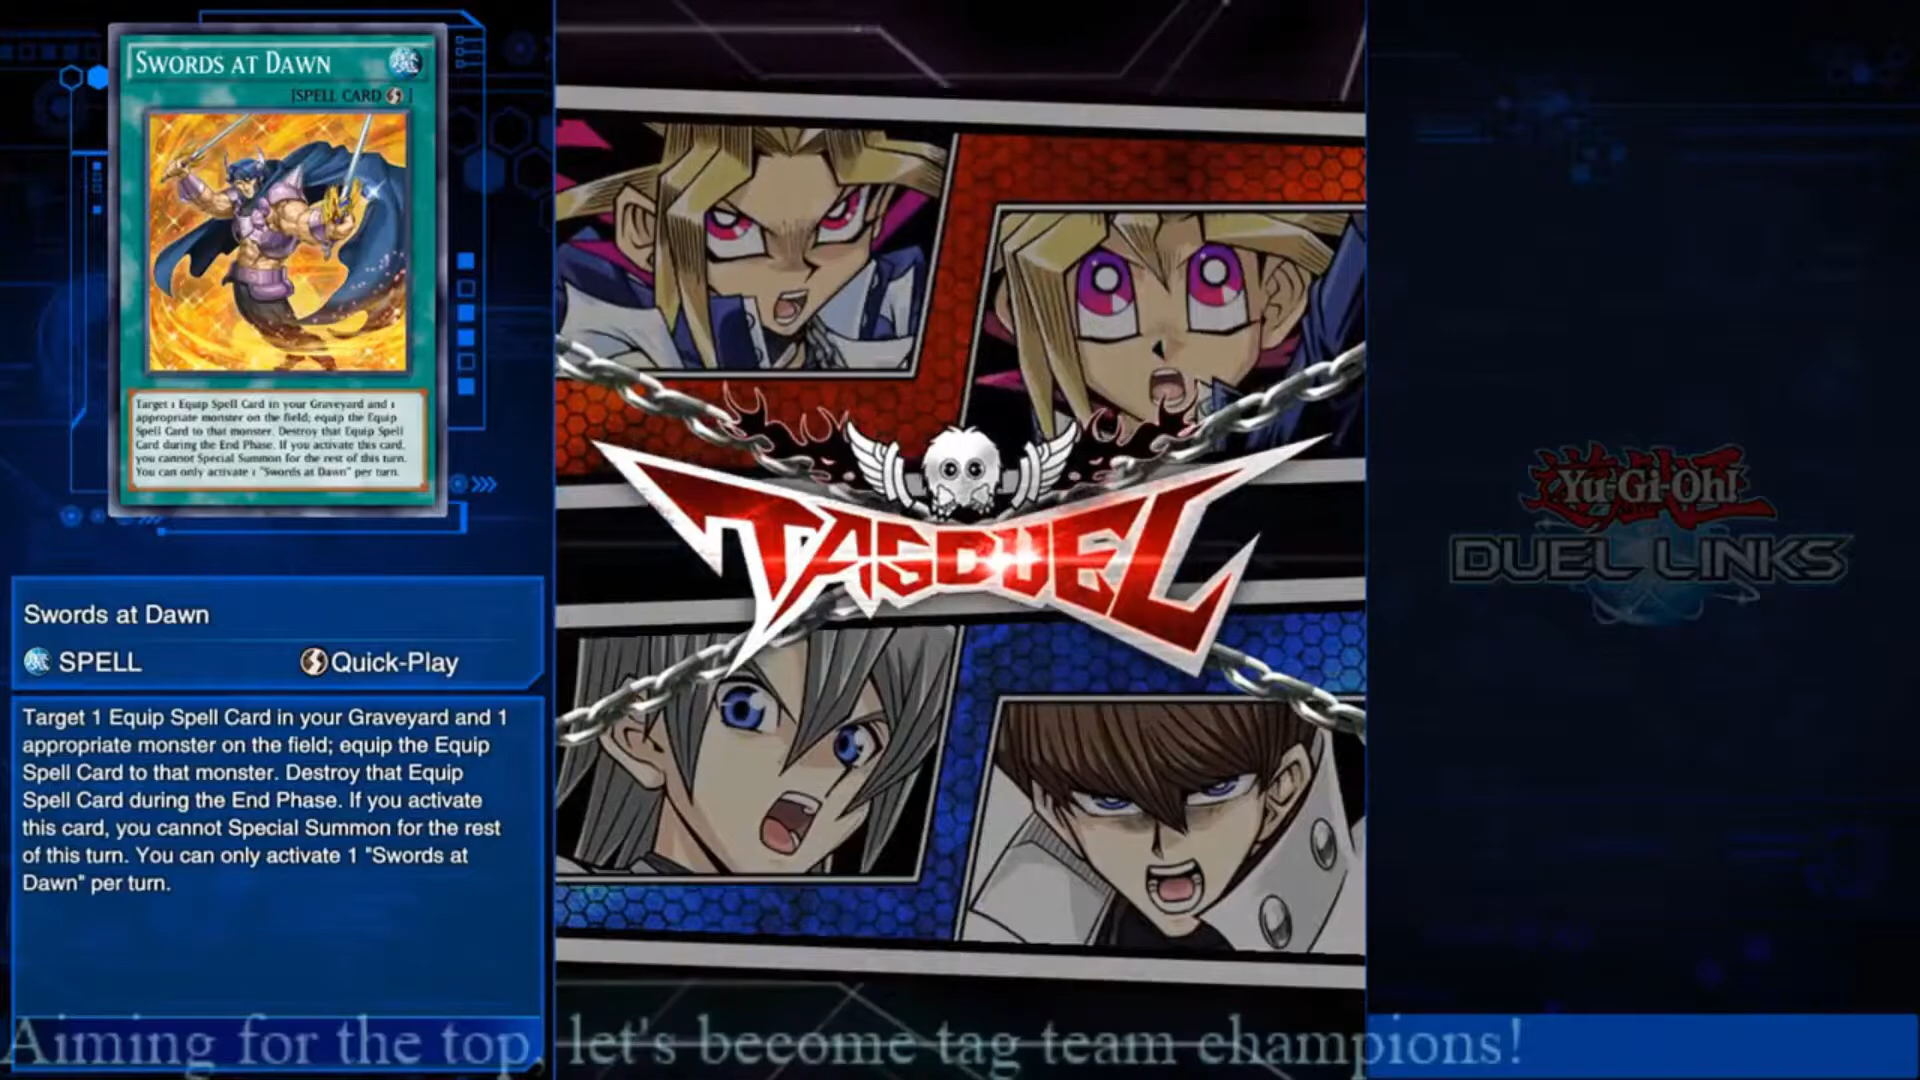 SWORDS AT DAWN
[SPELL CARD ]
Target 1 Equip Spell Card in your Graveyard and 1
appropriate monster on the field; equip the Equip
Spell Card to that monster. Destroy that Equip Spell
Card during the End Phase. If you activate this card,
you cannot Special Summon for the rest of this turn.
You can only activate 1 "Swords at Dawn" per turn.
Swords at Dawn
SPELL Quick-Play
Target 1 Equip Spell Card in your Graveyard and 1
appropriate monster on the field; equip the Equip
Spell Card to that monster. Destroy that Equip
Spell Card during the End Phase. If you activate
this card, you cannot Special Summon for the rest
of this turn. You can only activate 1 "Swords at
Dawn" per turn.
TAG DUEL
Yu-Gi-Oh!
DUEL LINKS
Aiming for the top, let's become tag team champions!